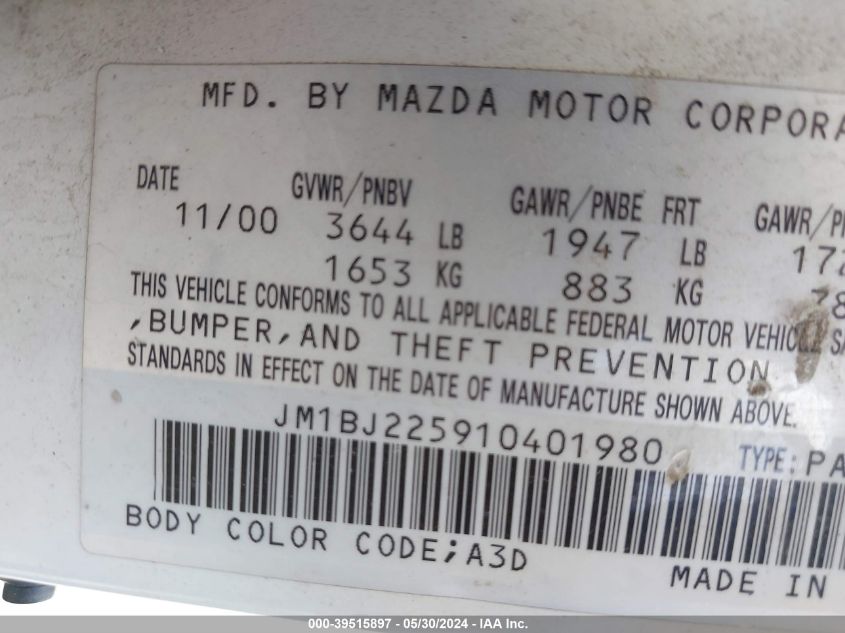 MFD. BY MAZDA MOTOR CORPORA
DATE GVWR/PNBV GAWR/PNBE FRT GAWR/P
11/00 3644 LB 1947 LB 17
1653 KG 883 KG 78
THIS VEHICLE CONFORMS TO ALL APPLICABLE FEDERAL MOTOR VEHICLE SA
,BUMPER,AND THEFT PREVENTION
STANDARDS IN EFFECT ON THE DATE OF MANUFACTURE SHOWN ABOVE.
JM1BJ225910401980 TYPE:PA
BODY COLOR CODE;A3D
MADE IN
000-39515897 - 05/30/2024 - IAA Inc.